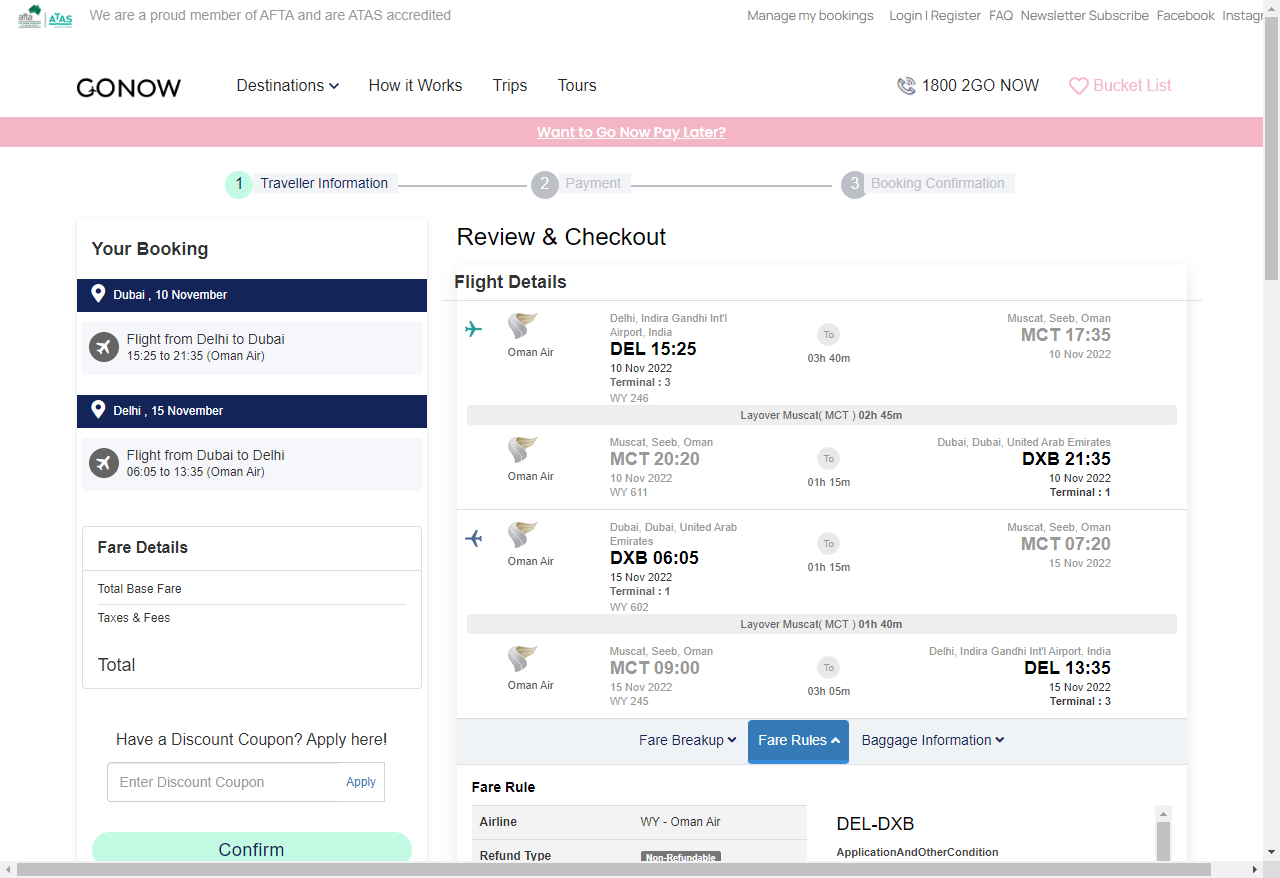 We are a proud member of AFTA and are ATAS accredited
Manage my bookings Login | Register FAQ Newsletter Subscribe Facebook Instagr
afta ATAS
GONOW
Destinations How it Works Trips Tours
1800 2GO NOW Bucket List
Want to Go Now Pay Later?
1 Traveller Information 2 Payment 3 Booking Confirmation
Your Booking
Dubai , 10 November
Flight from Delhi to Dubai
15:25 to 21:35 (Oman Air)
Delhi , 15 November
Flight from Dubai to Delhi
06:05 to 13:35 (Oman Air)
Fare Details
Total Base Fare
Taxes & Fees
Total
Have a Discount Coupon? Apply here!
Enter Discount Coupon Apply
Confirm
Review & Checkout
Flight Details
Oman Air
Delhi, Indira Gandhi Int'l
Airport, India
DEL 15:25
10 Nov 2022
Terminal : 3
WY 246
To
03h 40m
Muscat, Seeb, Oman
MCT 17:35
10 Nov 2022
Layover Muscat( MCT ) 02h 45m
Oman Air
Muscat, Seeb, Oman
MCT 20:20
10 Nov 2022
WY 611
To
01h 15m
Dubai, Dubai, United Arab Emirates
DXB 21:35
10 Nov 2022
Terminal : 1
Oman Air
Dubai, Dubai, United Arab
Emirates
DXB 06:05
15 Nov 2022
Terminal : 1
WY 602
To
01h 15m
Muscat, Seeb, Oman
MCT 07:20
15 Nov 2022
Layover Muscat( MCT ) 01h 40m
Oman Air
Muscat, Seeb, Oman
MCT 09:00
15 Nov 2022
WY 245
To
03h 05m
Delhi, Indira Gandhi Int'l Airport, India
DEL 13:35
15 Nov 2022
Terminal : 3
Fare Breakup Fare Rules Baggage Information
Fare Rule
Airline WY - Oman Air
Refund Type Non-Refundable
DEL-DXB
ApplicationAndOtherCondition